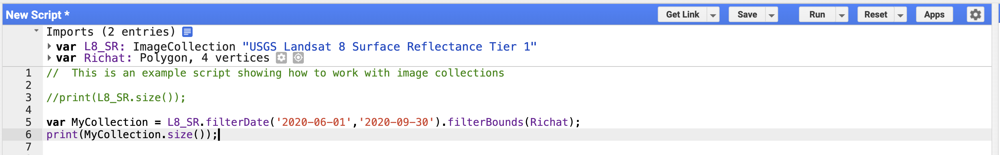 New Script *
Get Link Save Run Reset Apps
Imports (2 entries)
var L8_SR: ImageCollection "USGS Landsat 8 Surface Reflectance Tier 1"
var Richat: Polygon, 4 vertices
1 //  This is an example script showing how to work with image collections
2
3 //print(L8_SR.size());
4
5 var MyCollection = L8_SR.filterDate('2020-06-01','2020-09-30').filterBounds(Richat);
6 print(MyCollection.size());
7